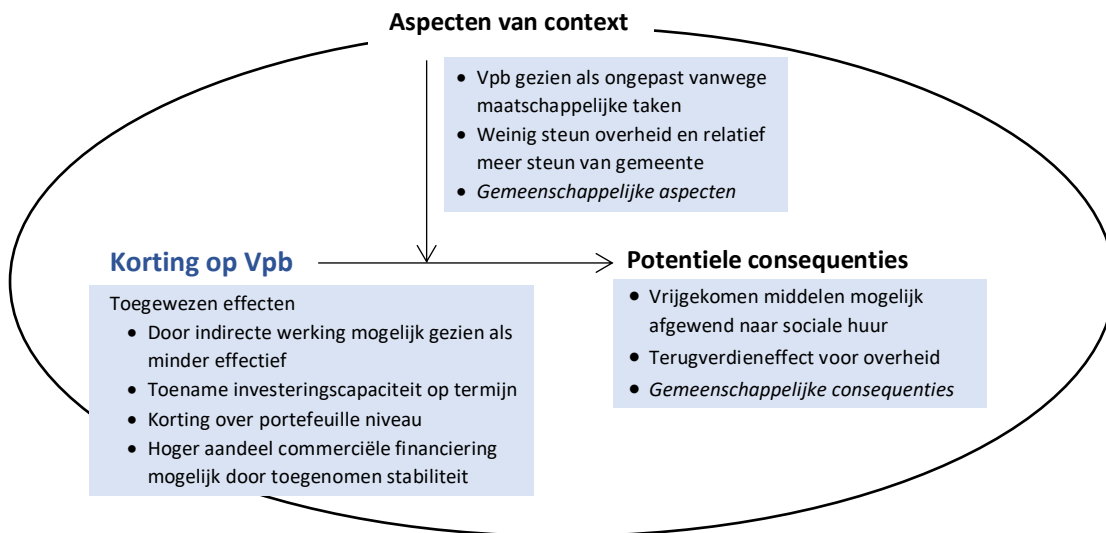 Aspecten van context
• Vpb gezien als ongepast vanwege
maatschappelijke taken
• Weinig steun overheid en relatief
meer steun van gemeente
• Gemeenschappelijke aspecten
Korting op Vpb
Toegewezen effecten
• Door indirecte werking mogelijk gezien als
minder effectief
• Toename investeringscapaciteit op termijn
• Korting over portefeuille niveau
• Hoger aandeel commerciële financiering
mogelijk door toegenomen stabiliteit
Potentiele consequenties
• Vrijgekomen middelen mogelijk
afgewend naar sociale huur
• Terugverdieneffect voor overheid
• Gemeenschappelijke consequenties